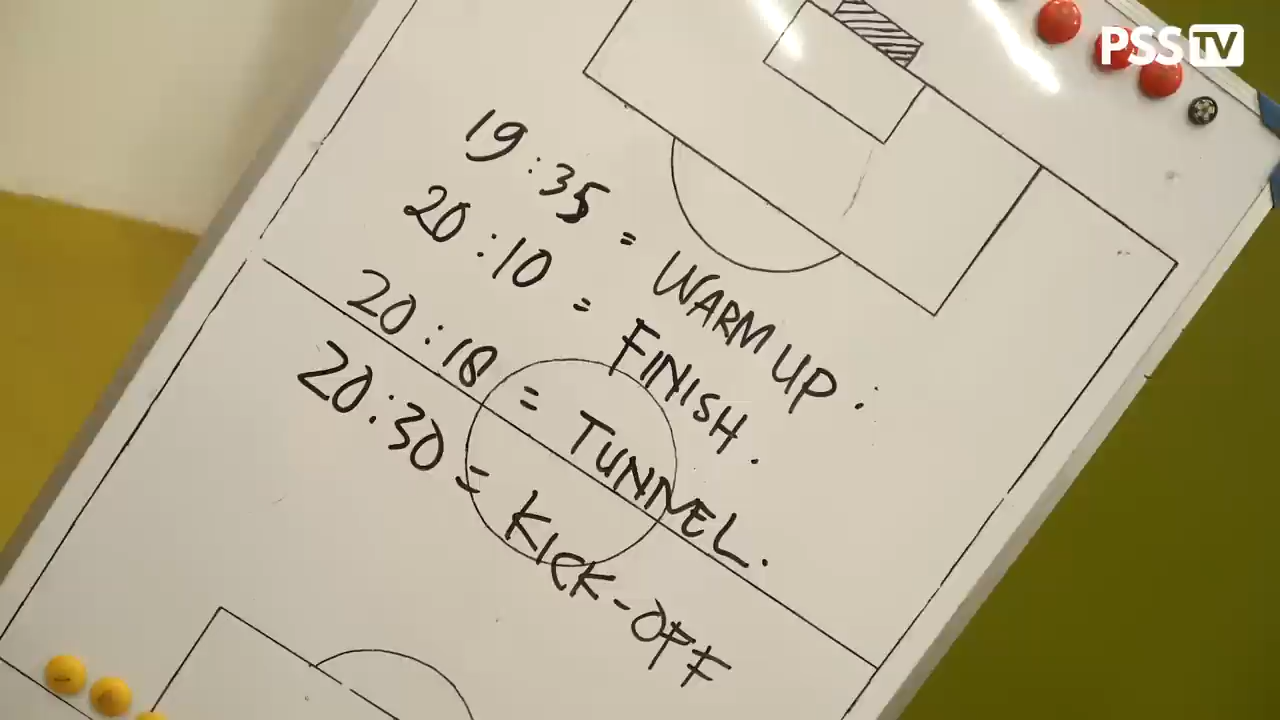 PSS TV
19:35 = WARM UP.
20:10 = FINISH.
20:18 = TUNNEL.
20:30 = KICK-OFF